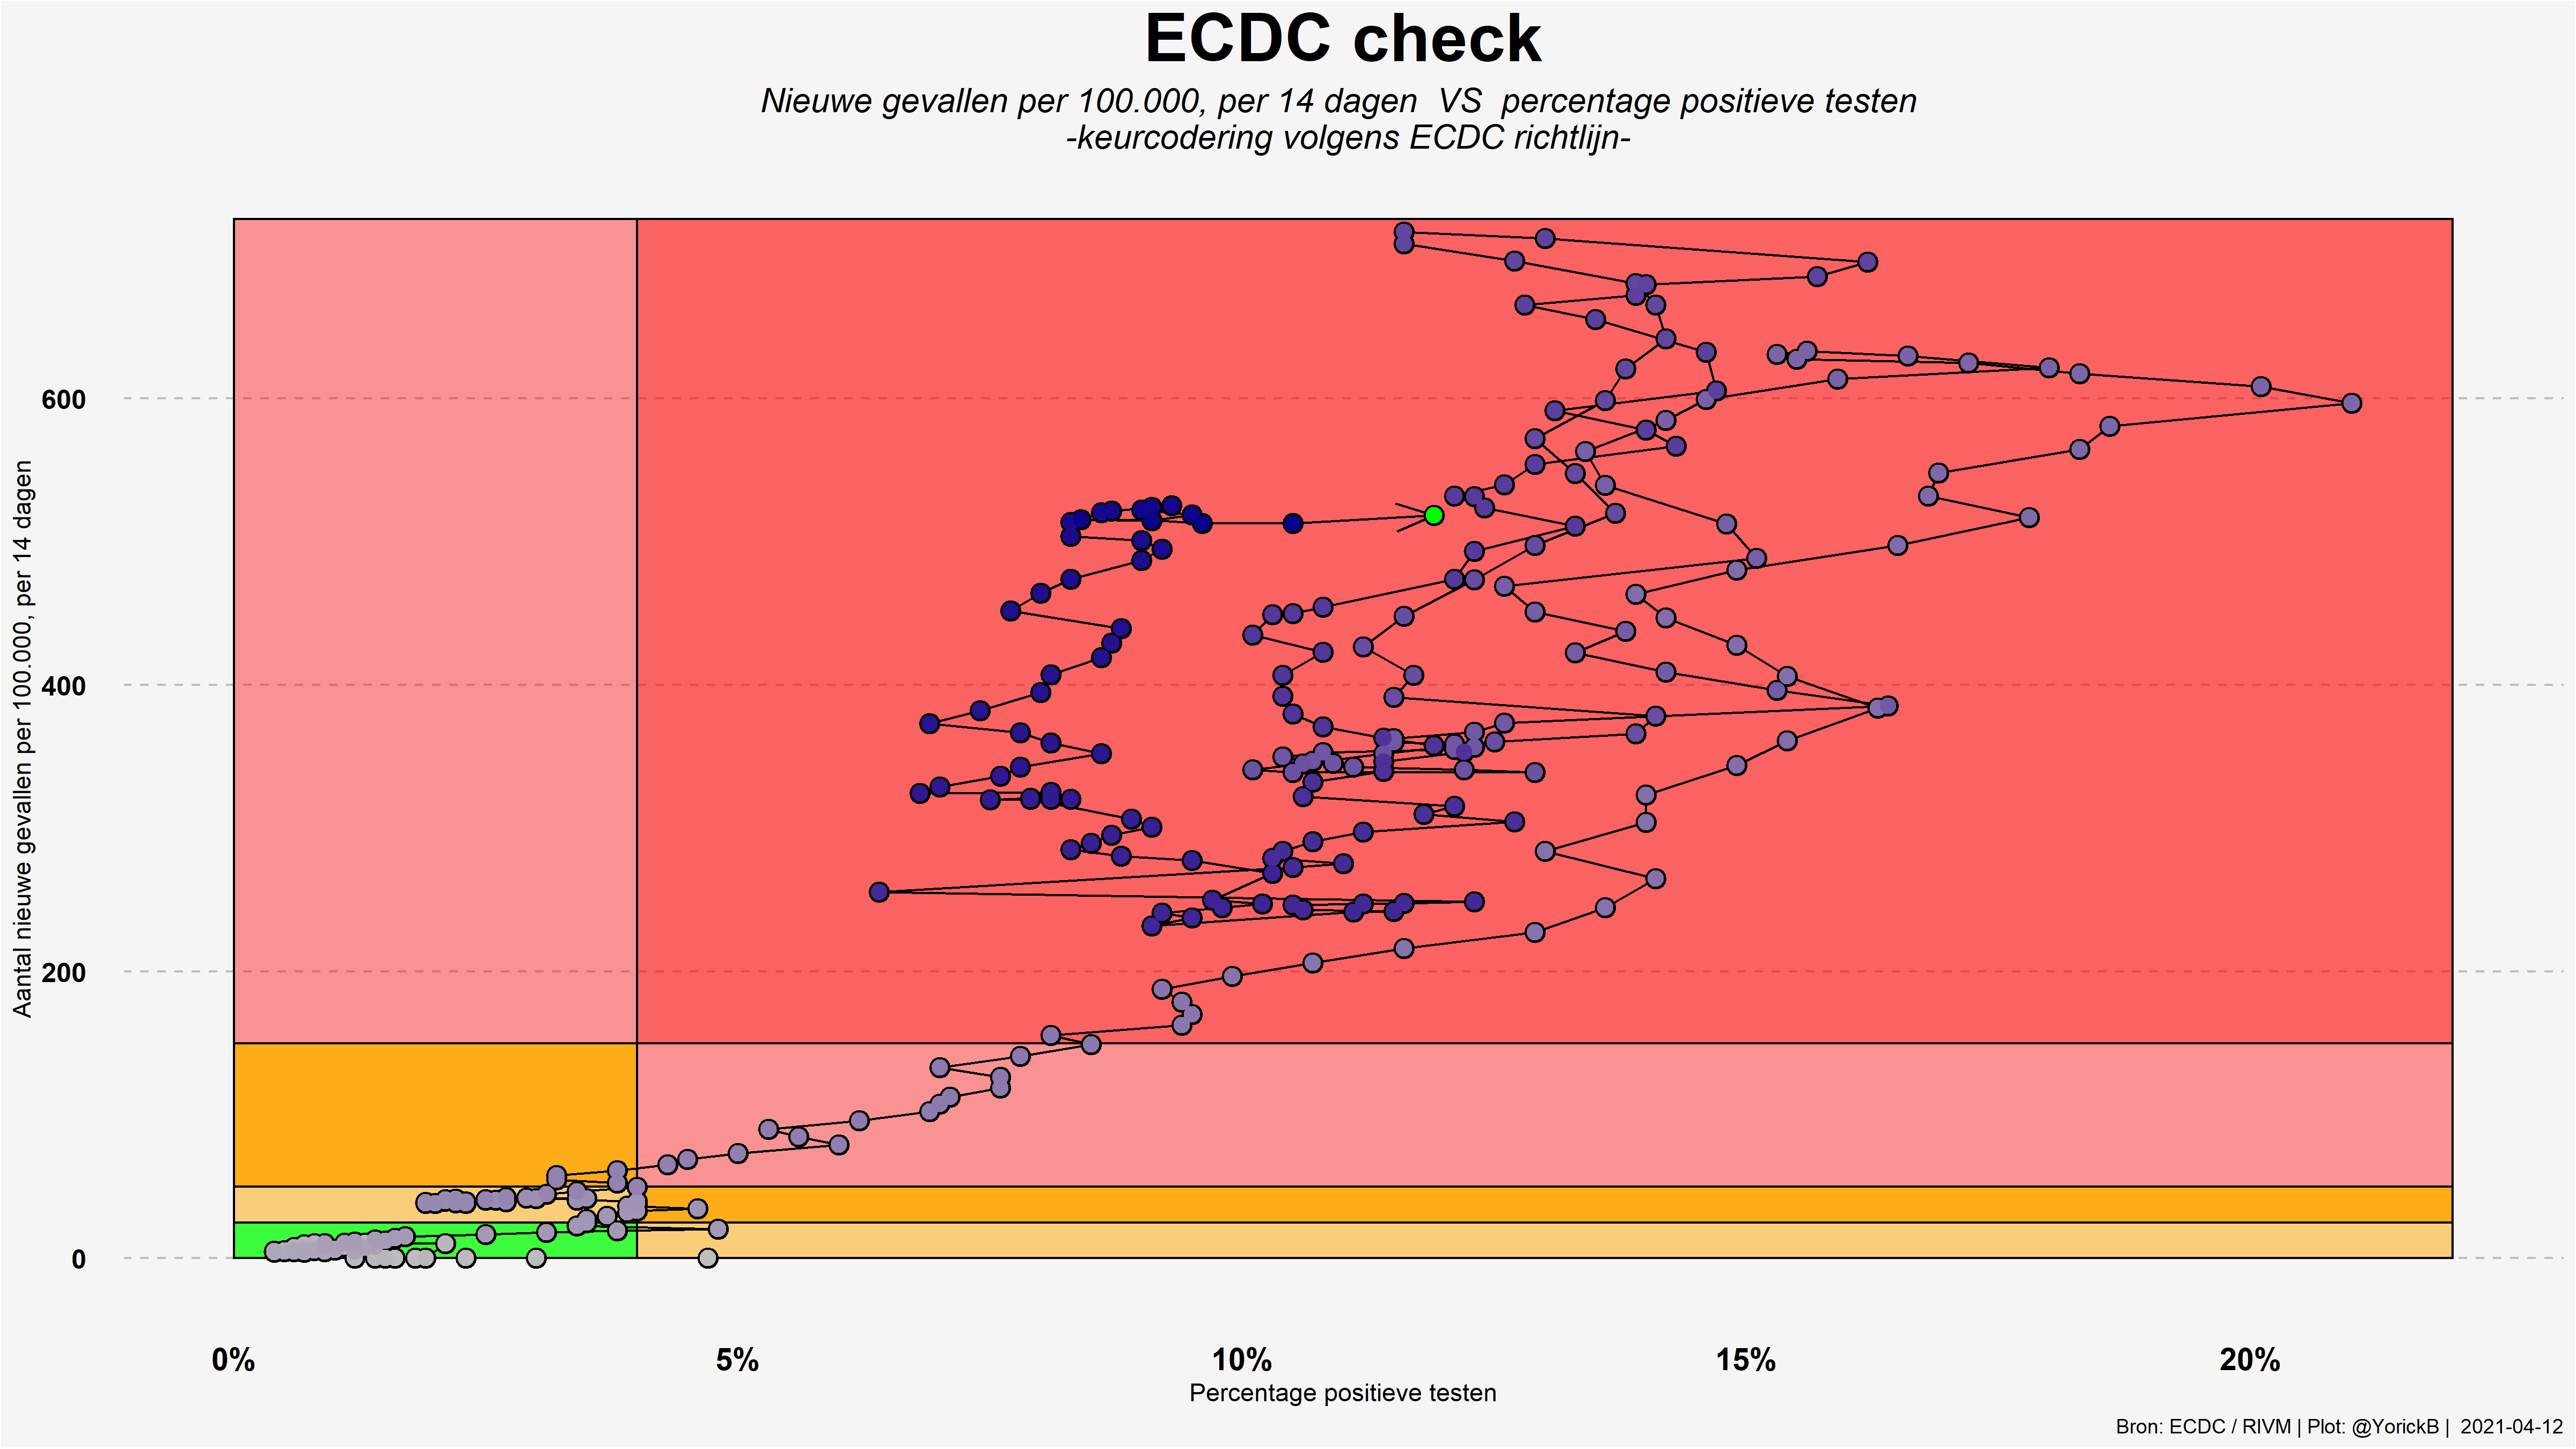 ECDC check
Nieuwe gevallen per 100.000, per 14 dagen VS percentage positieve testen
-keurcodering volgens ECDC richtlijn-
Aantal nieuwe gevallen per 100.000, per 14 dagen
600
400
200
0
0% 5% 10% 15% 20%
Percentage positieve testen
Bron: ECDC / RIVM | Plot: @YorickB | 2021-04-12